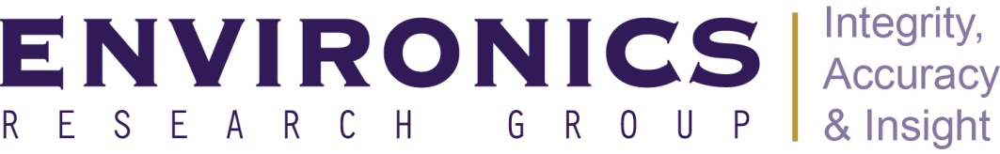 ENVIRONICS
RESEARCH GROUP
Integrity,
Accuracy
& Insight